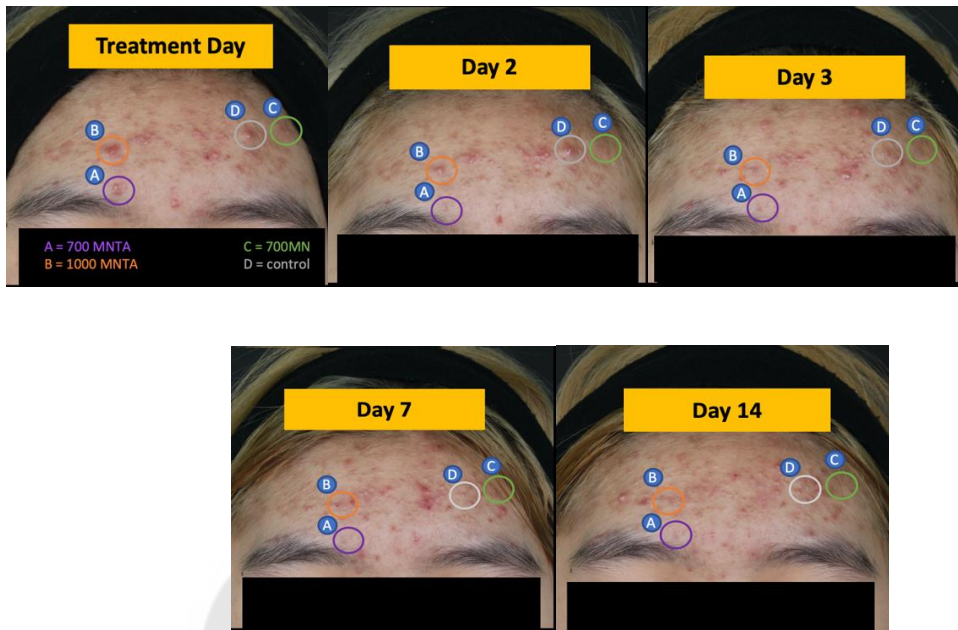 Treatment Day
D
C
B
A
A = 700 MNTA
C = 700MN
B = 1000 MNTA
D = control
Day 2
D
C
B
A
Day 3
D
C
B
A
Day 7
D
C
B
A
Day 14
D
C
B
A